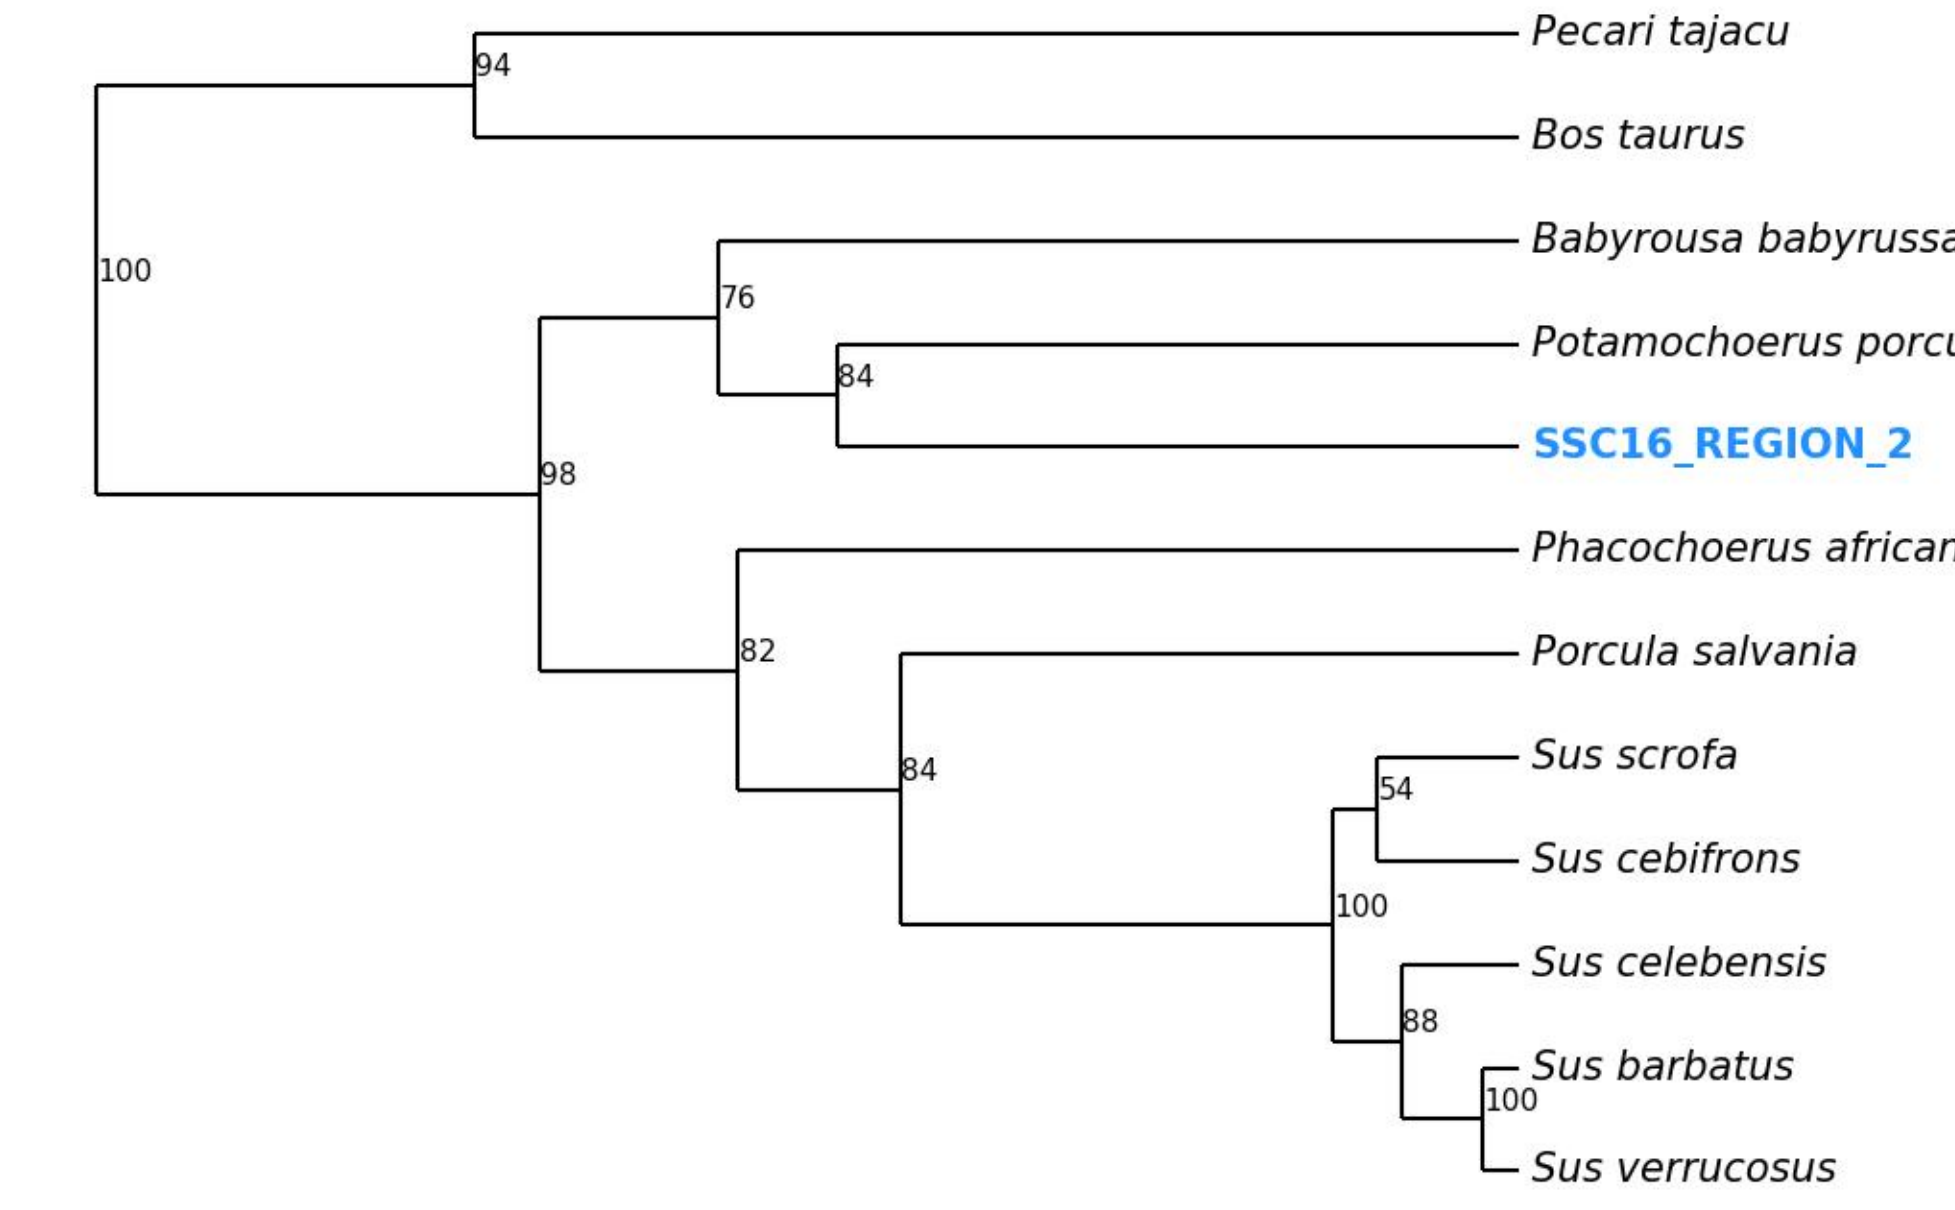 Pecari tajacu
94
Bos taurus
100
Babyrousa babyrussa
76
Potamochoerus porcu
84
SSC16_REGION_2
98
Phacochoerus african
82
Porcula salvania
84
Sus scrofa
54
Sus cebifrons
100
Sus celebensis
88
Sus barbatus
100
Sus verrucosus